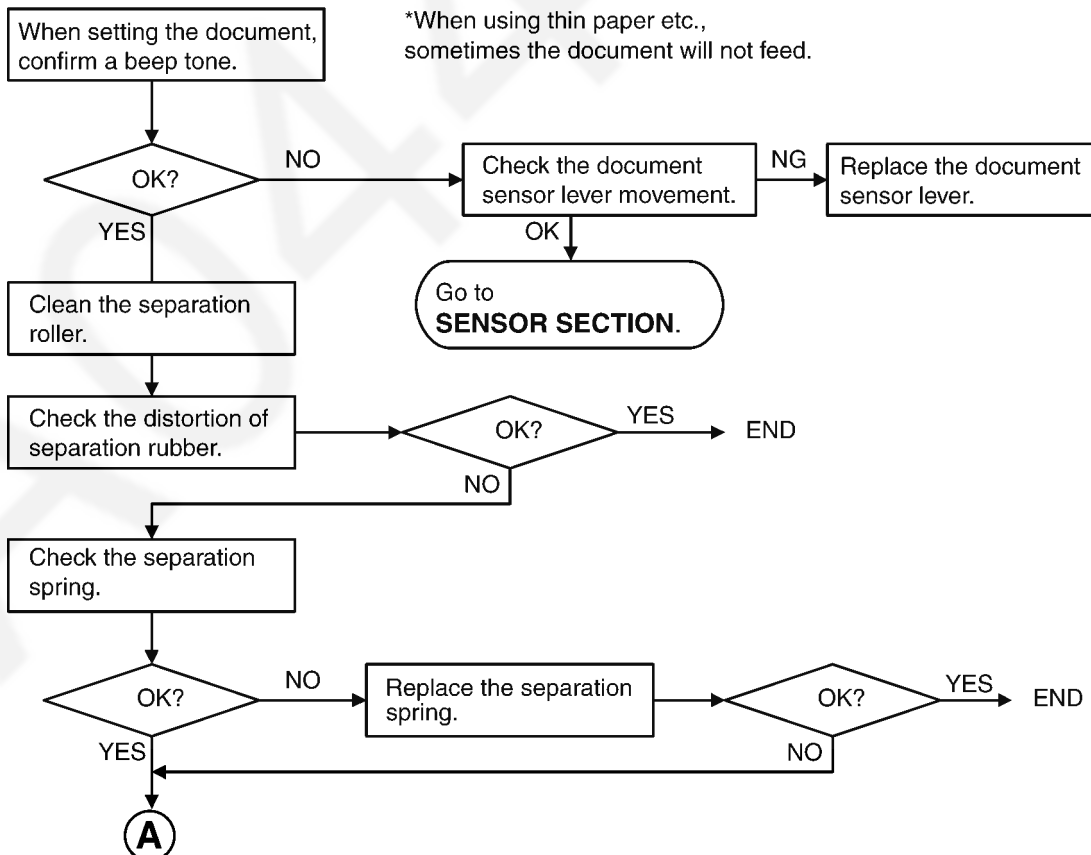 When setting the document,
confirm a beep tone.
*When using thin paper etc.,
sometimes the document will not feed.
OK?
NO
Check the document
sensor lever movement.
NG
Replace the document
sensor lever.
YES
OK
Go to
SENSOR SECTION.
Clean the separation
roller.
Check the distortion of
separation rubber.
OK?
YES
END
NO
Check the separation
spring.
OK?
NO
Replace the separation
spring.
OK?
YES
END
YES
NO
A